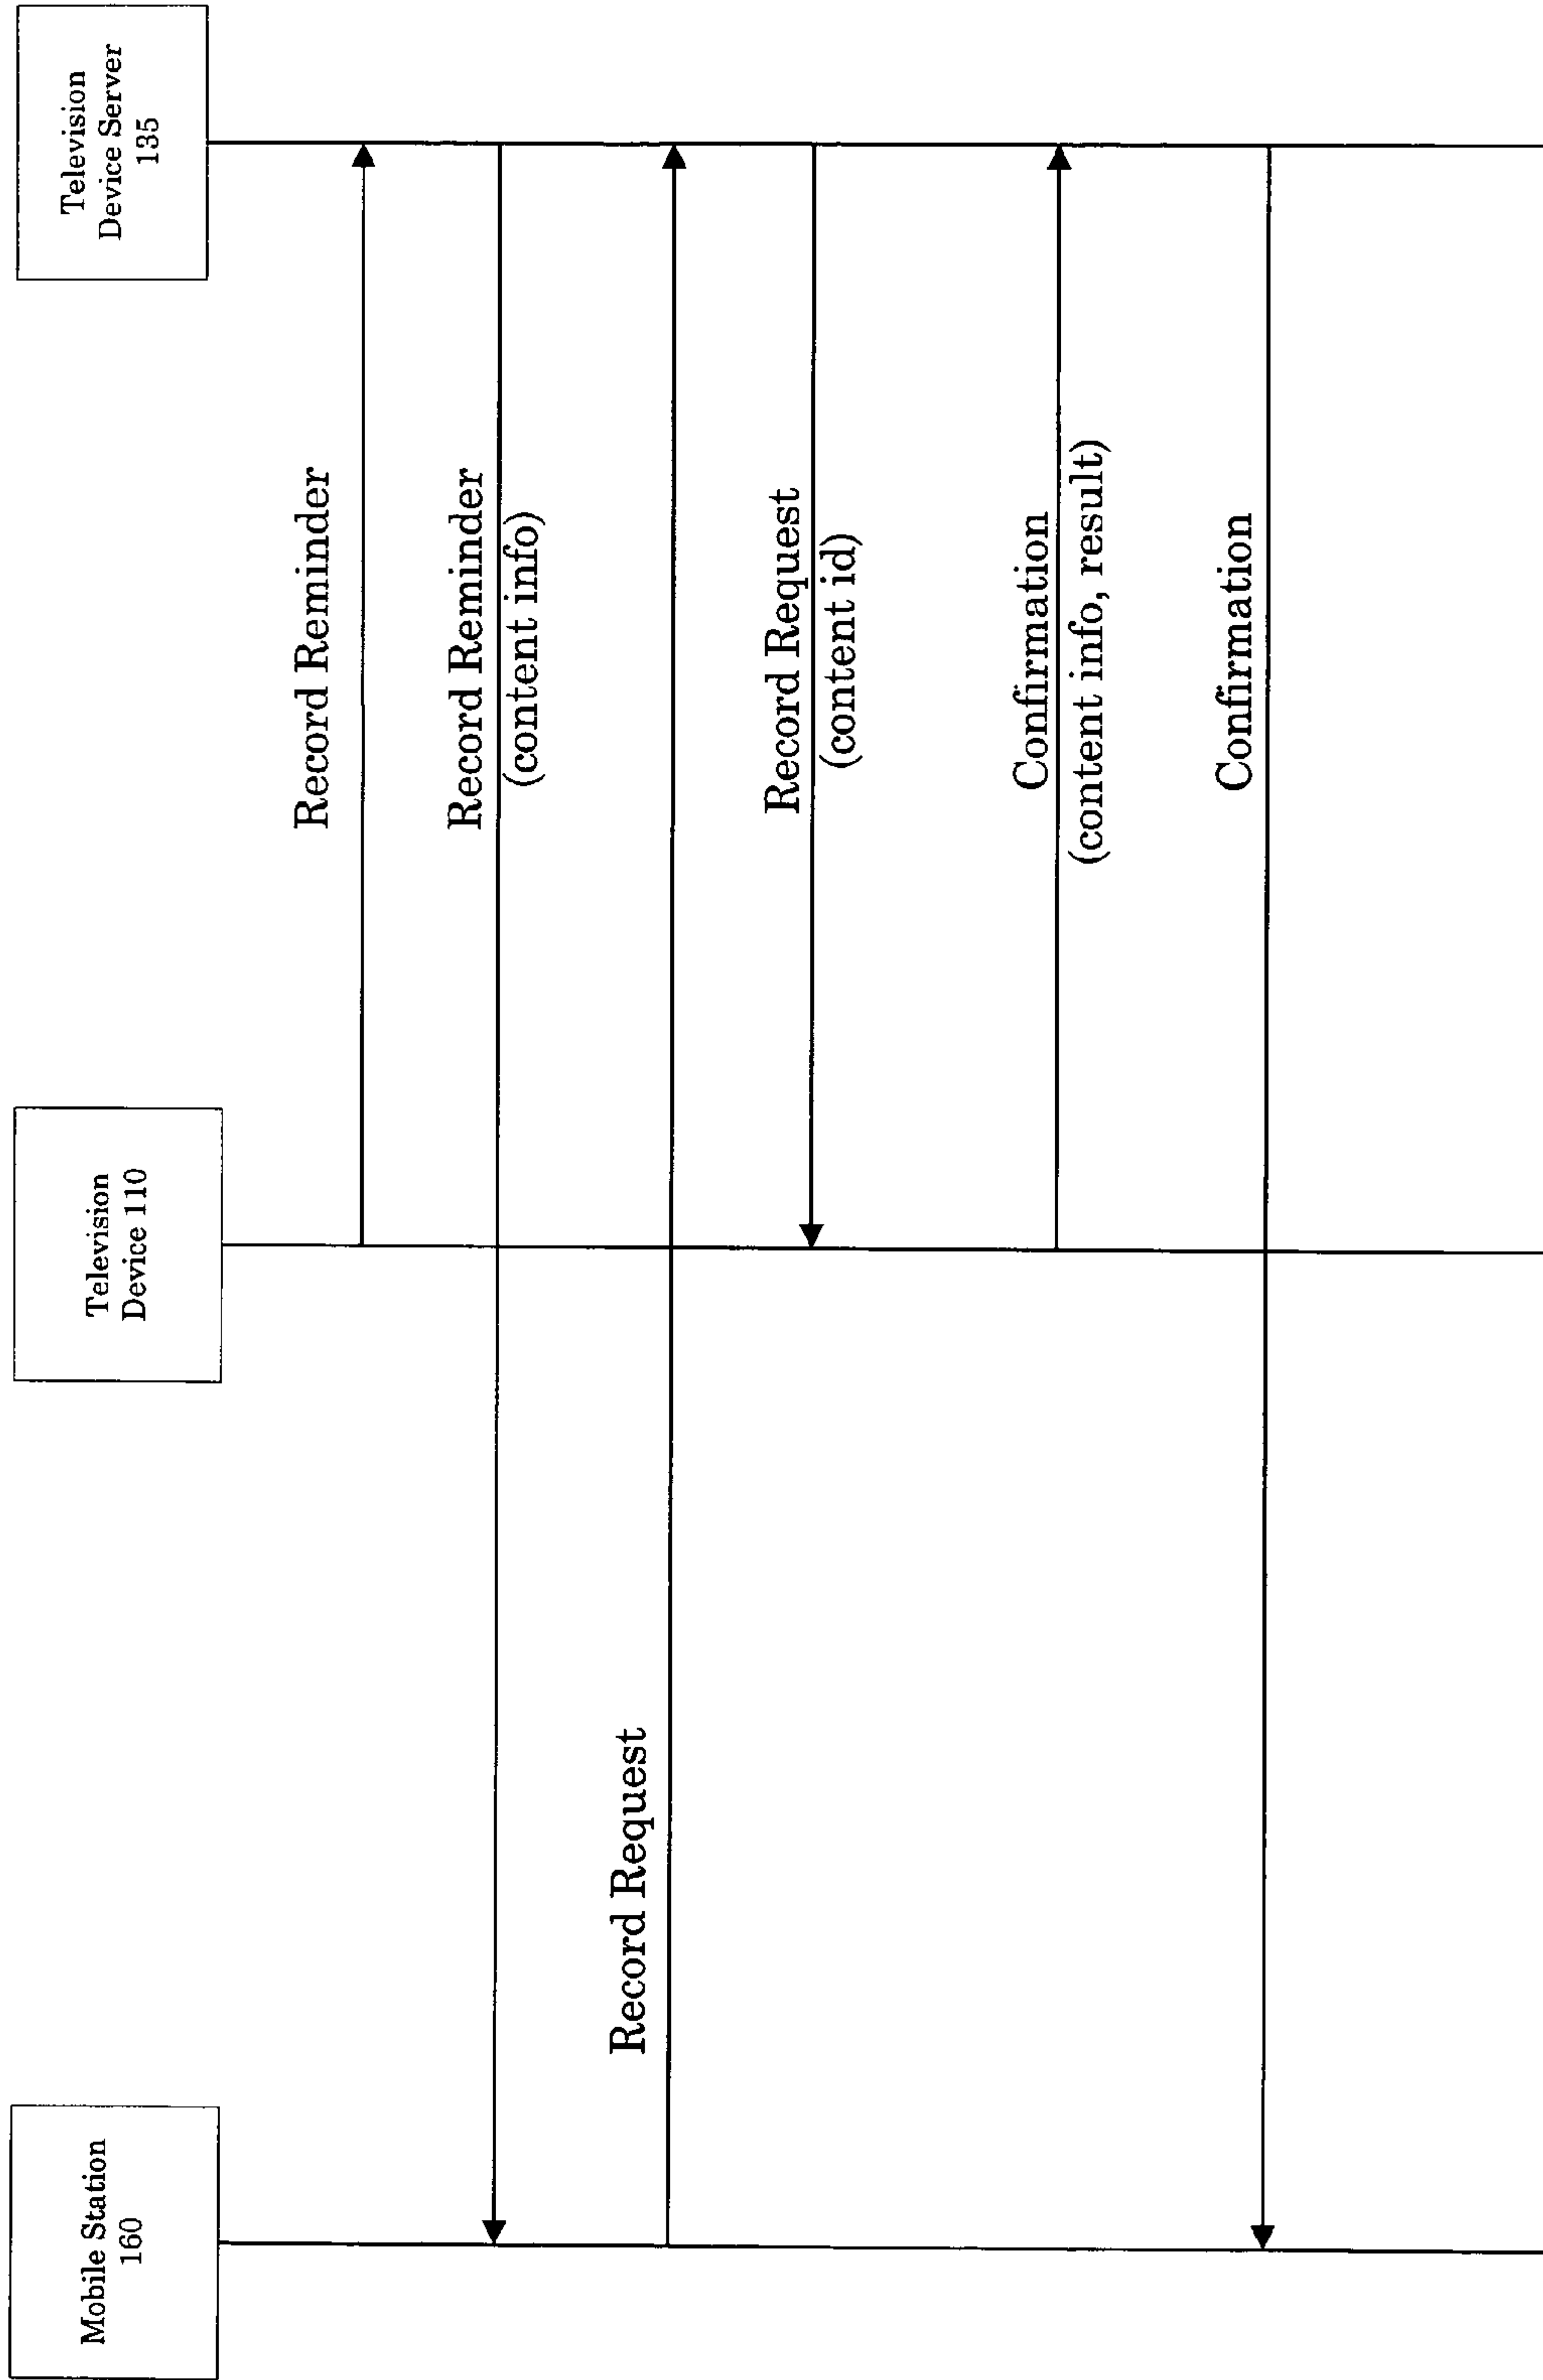 Mobile Station
160
Television
Device 110
Television
Device Server
135
Record Reminder
Record Reminder
(content info)
Record Request
Record Request
(content id)
Confirmation
(content info, result)
Confirmation